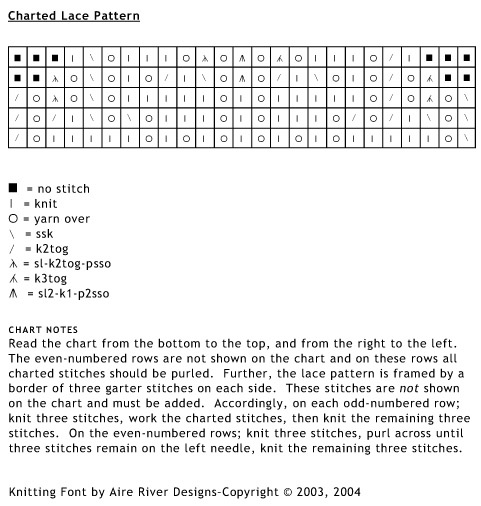 Charted Lace Pattern
■ = no stitch
| = knit
O = yarn over
\ = ssk
/ = k2tog
= sl-k2tog-psso
= k3tog
= sl2-k1-p2sso
CHART NOTES
Read the chart from the bottom to the top, and from the right to the left.
The even-numbered rows are not shown on the chart and on these rows all
charted stitches should be purled. Further, the lace pattern is framed by a
border of three garter stitches on each side. These stitches are not shown
on the chart and must be added. Accordingly, on each odd-numbered row;
knit three stitches, work the charted stitches, then knit the remaining three
stitches. On the even-numbered rows; knit three stitches, purl across until
three stitches remain on the left needle, knit the remaining three stitches.
Knitting Font by Aire River Designs-Copyright © 2003, 2004